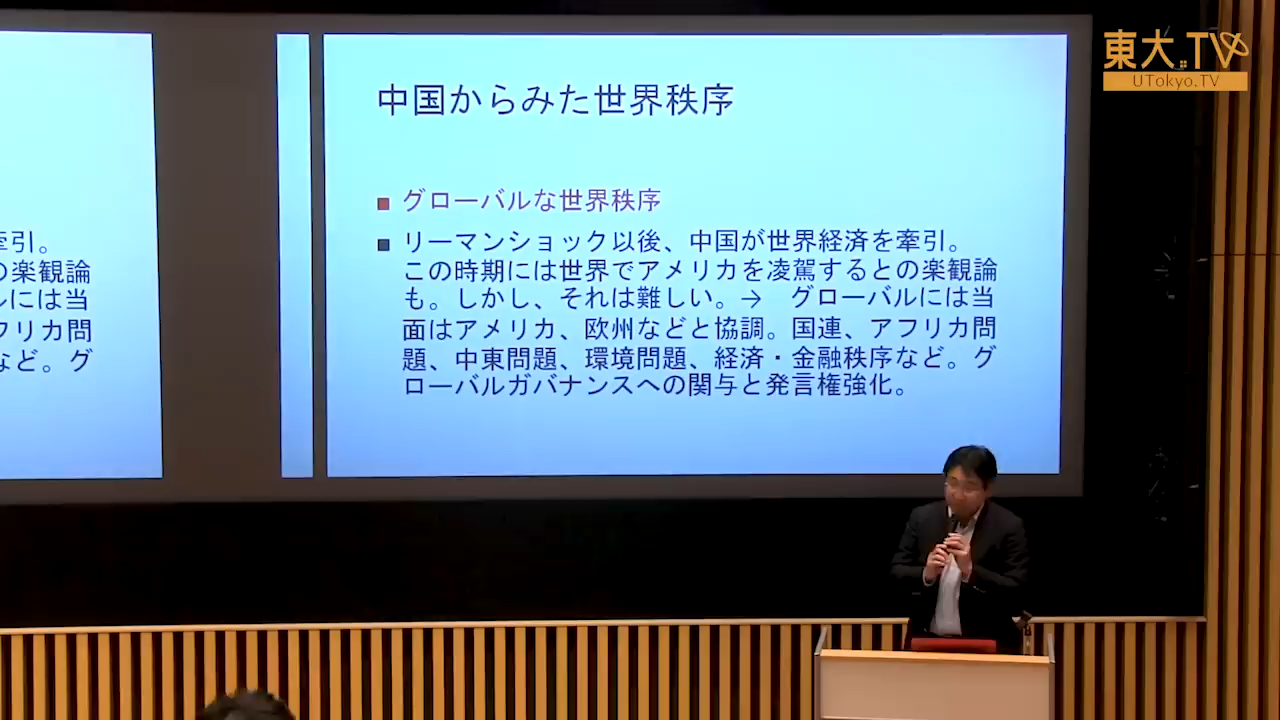 東大TV
UTokyo.TV
中国からみた世界秩序
グローバルな世界秩序
リーマンショック以後、中国が世界経済を牽引。
この時期には世界でアメリカを凌駕するとの楽観論
も。しかし、それは難しい。→ グローバルには当
面はアメリカ、欧州などと協調。国連、アフリカ問
題、中東問題、環境問題、経済・金融秩序など。グ
ローバルガバナンスへの関与と発言権強化。
牽引。
の楽観論
ルには当
フリカ問
など。グ